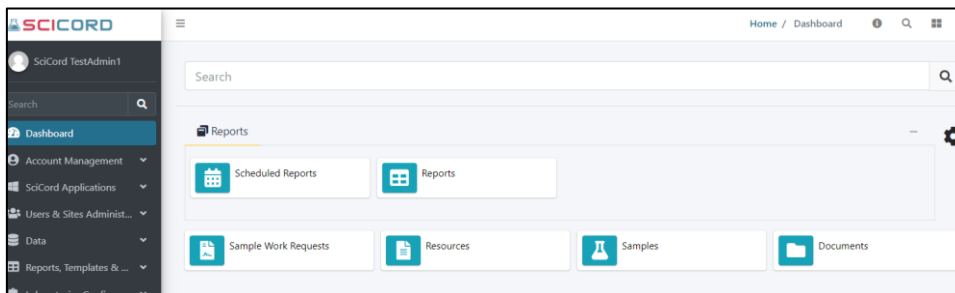 SCICORD
Home / Dashboard
SciCord TestAdmin1
Search
Search
Dashboard
Reports
Account Management
Scheduled Reports
Reports
SciCord Applications
Users & Sites Administ...
Data
Sample Work Requests
Resources
Samples
Documents
Reports, Templates & ...